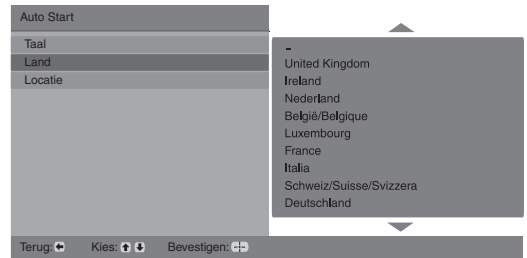 Auto Start
Taal
Land
Locatie
-
United Kingdom
Ireland
Nederland
België/Belgique
Luxembourg
France
Italia
Schweiz/Suisse/Svizzera
Deutschland
Terug: Kies: Bevestigen: